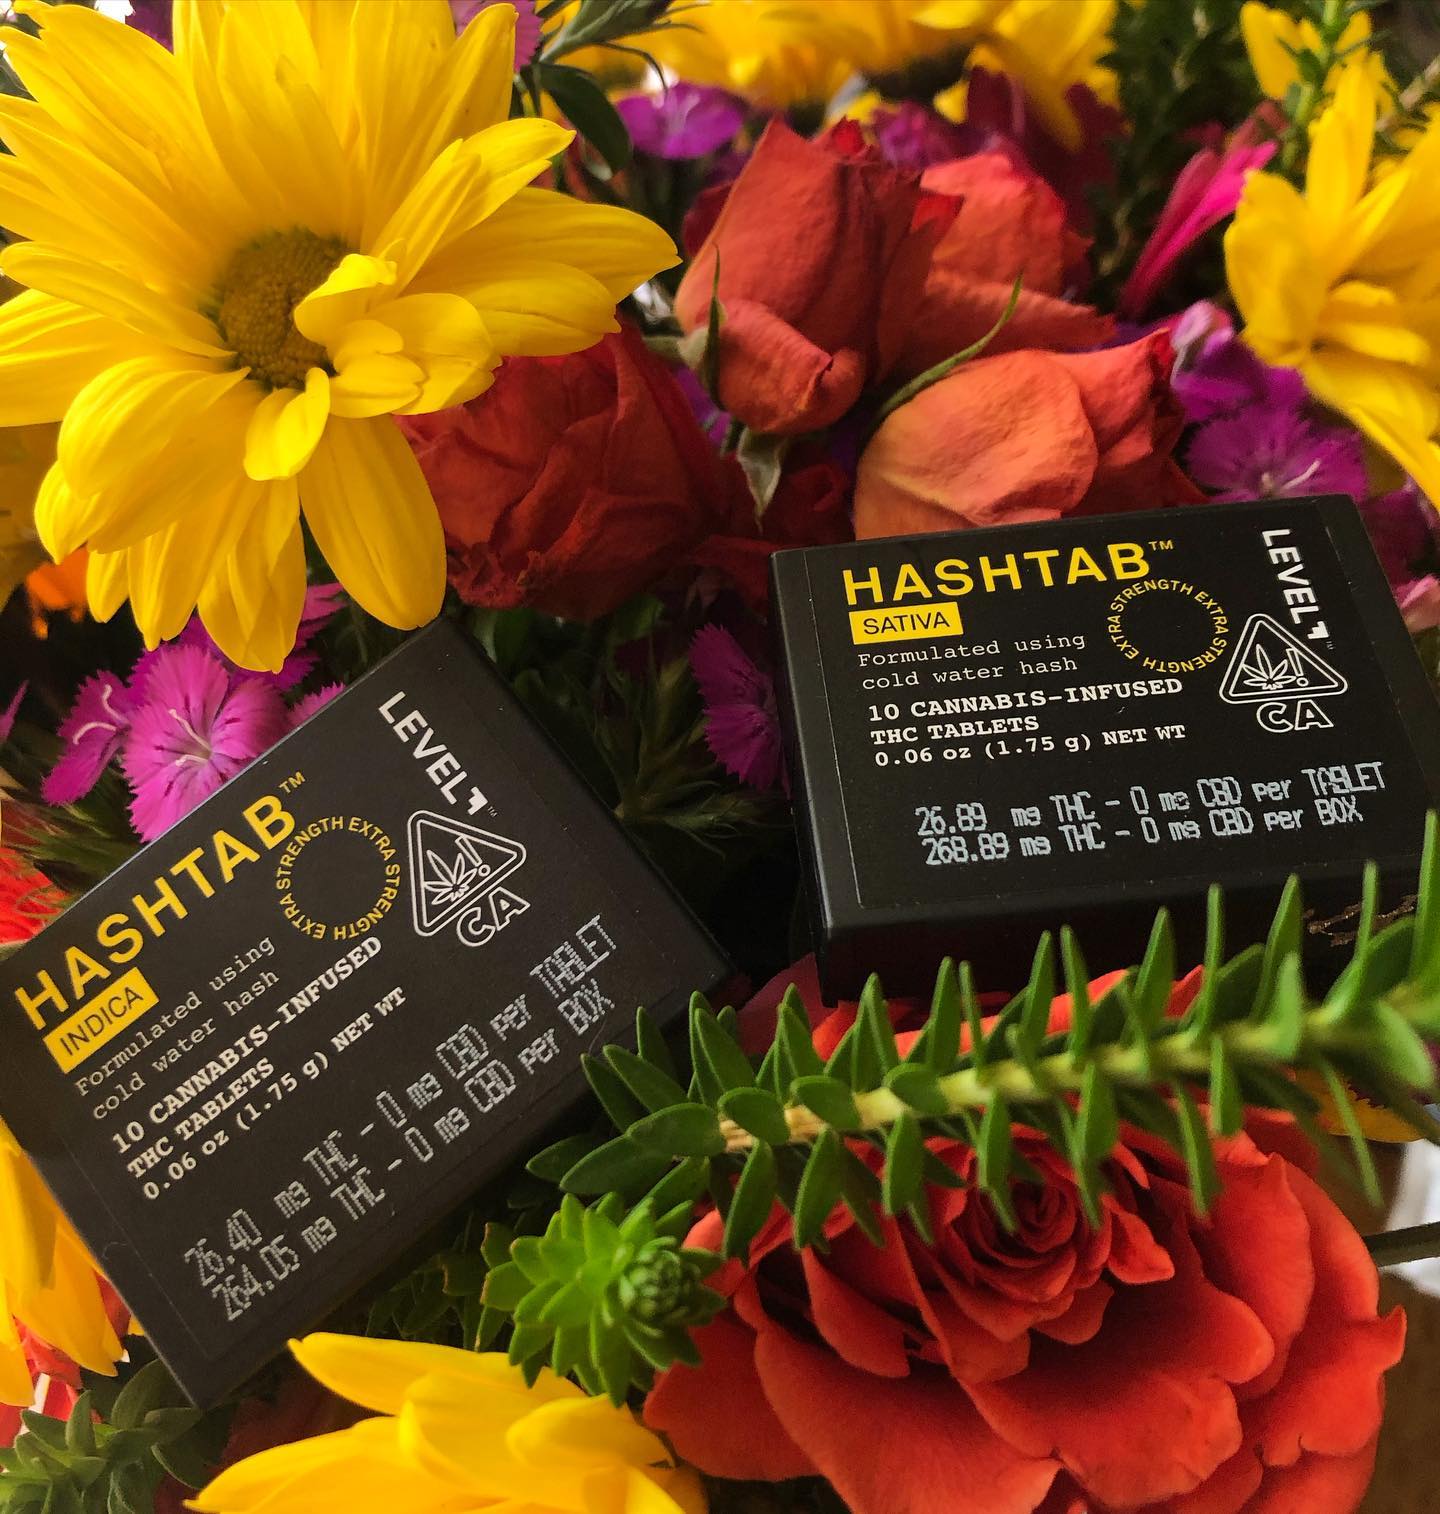 HASHTAB™
SATIVA
Formulated using
cold water hash
10 CANNABIS-INFUSED
THC TABLETS
0.06 oz (1.75 g) NET WT
EXTRA STRENGTH EXTRA STRENGTH
LEVEL™
CA
26.89 mg THC - 0 mg CBD per TABLET
268.89 mg THC - 0 mg CBD per BOX
HASHTAB™
INDICA
Formulated using
cold water hash
10 CANNABIS-INFUSED
THC TABLETS
0.06 oz (1.75 g) NET WT
EXTRA STRENGTH EXTRA STRENGTH
LEVEL™
CA
26.40 mg THC - 0 mg CBD per TABLET
264.05 mg THC - 0 mg CBD per BOX